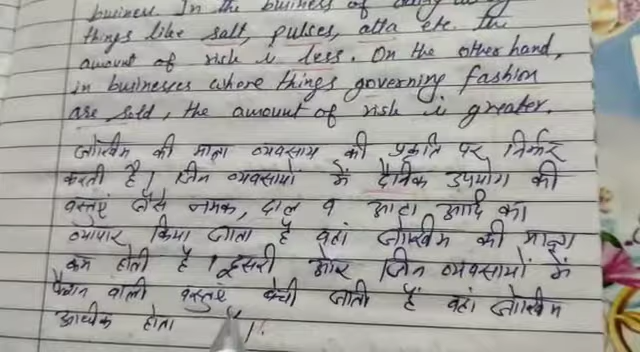 business In the business of
things like salt, pulses, atta etc. the
amount of risk is less. On the other hand,
in businesses where things governing fashion
are sold, the amount of risk is greater.
जोखिम की मात्रा व्यवसाय की प्रकृति पर निर्भर
करती है। जिन व्यवसायों में दैनिक उपयोग की
वस्तुएं जैसे नमक, दाल व आटा आदि का
व्यापार किया जाता है वहां जोखिम की मात्रा
कम होती है। दूसरी ओर जिन व्यवसायों में
फैशन वाली वस्तुएं बेची जाती हैं वहां जोखिम
अधिक होता